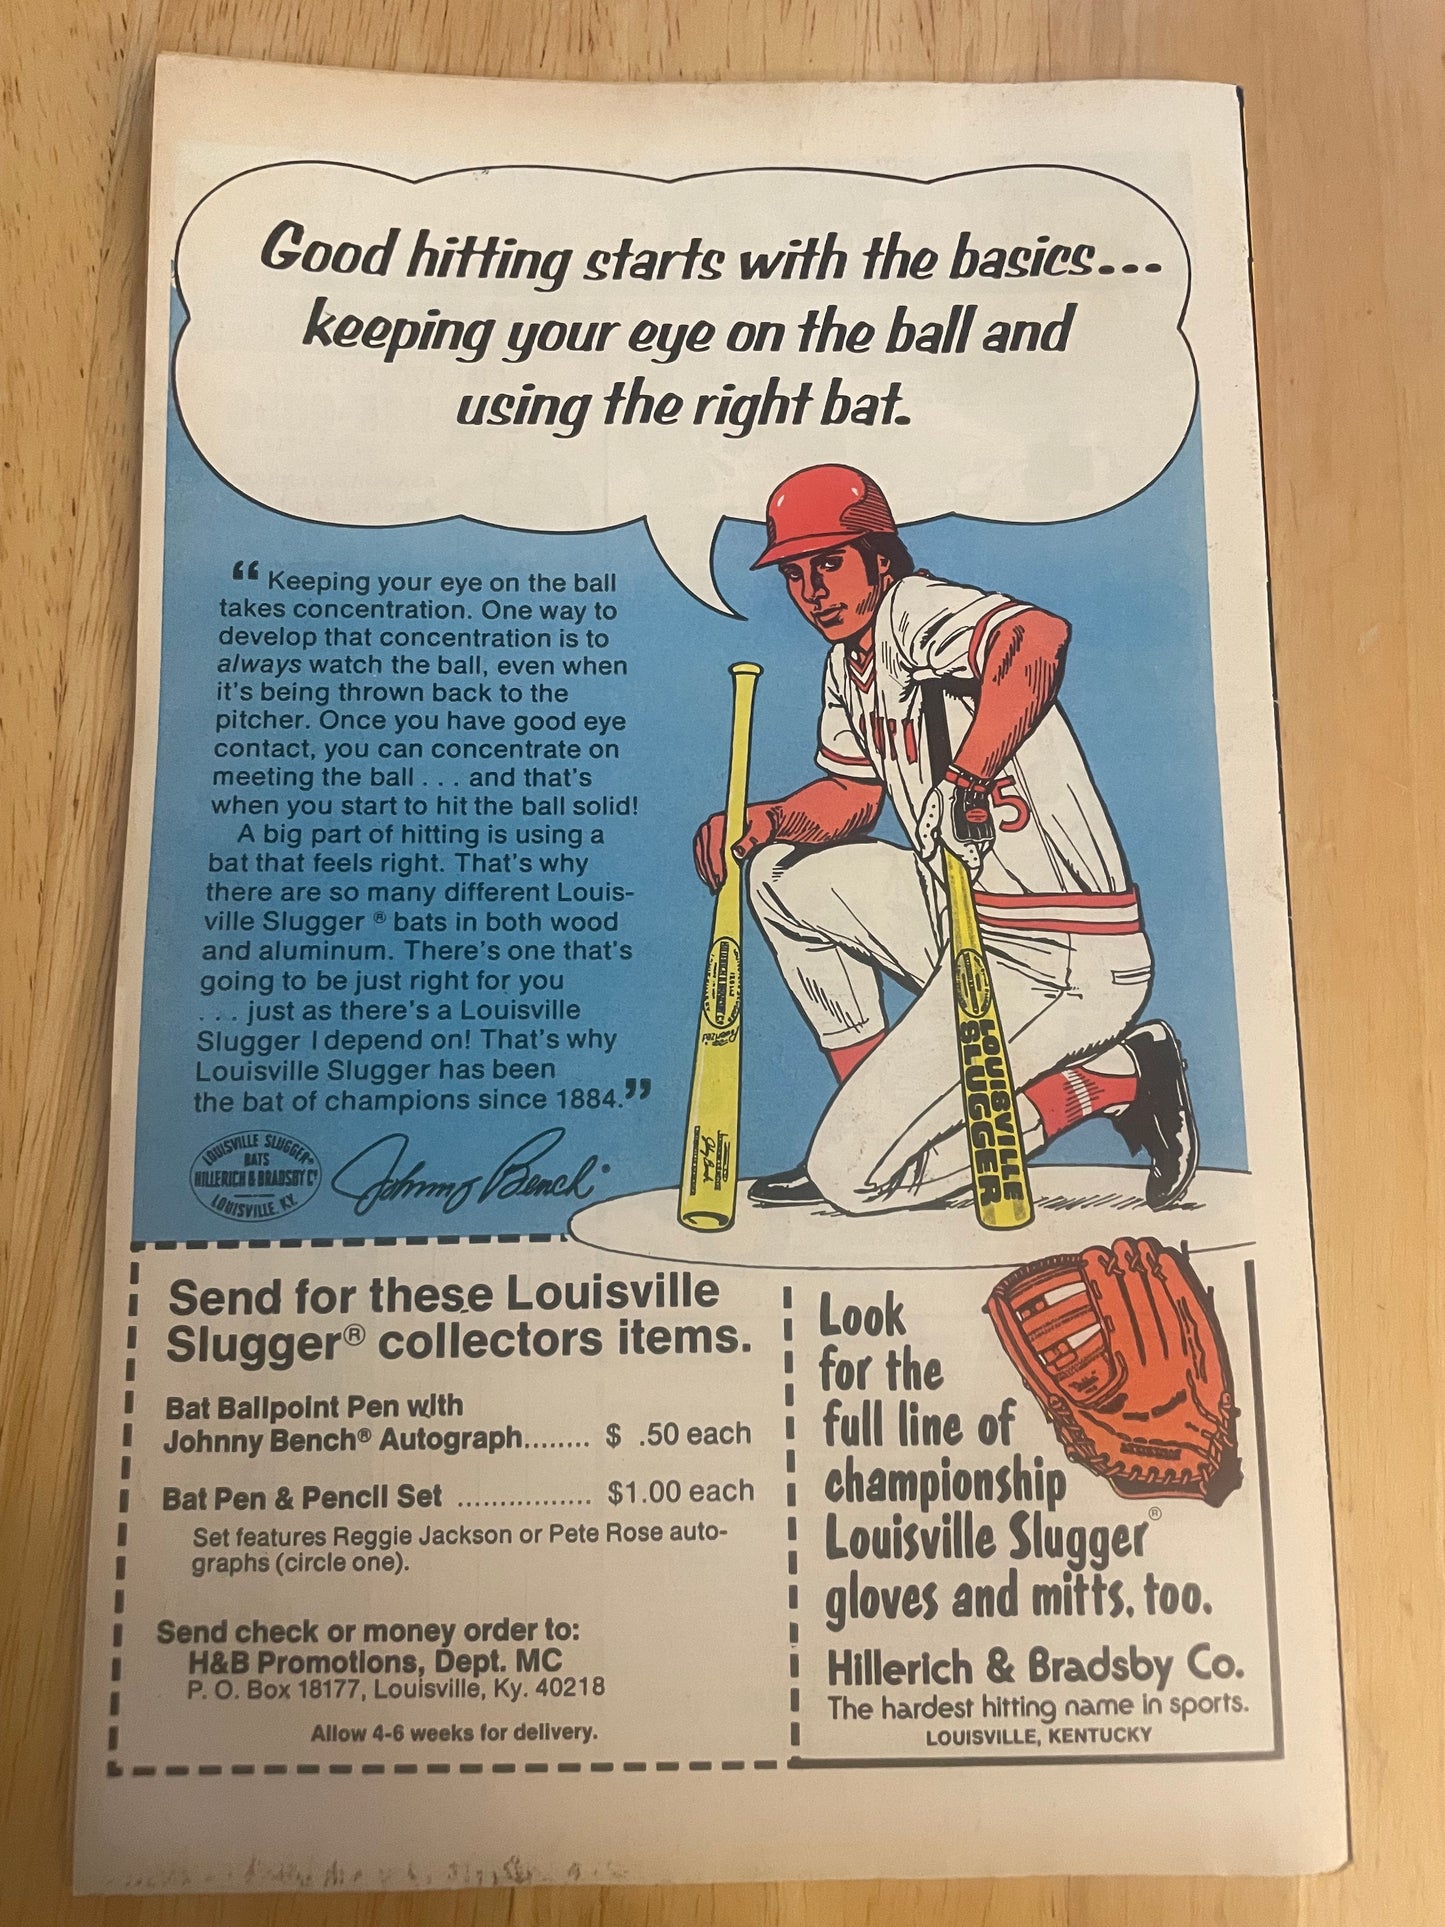 Good hitting starts with the basics...
keeping your eye on the ball and
using the right bat.
“ Keeping your eye on the ball
takes concentration. One way to
develop that concentration is to
always watch the ball, even when
it's being thrown back to the
pitcher. Once you have good eye
contact, you can concentrate on
meeting the ball . . . and that's
when you start to hit the ball solid!
A big part of hitting is using a
bat that feels right. That's why
there are so many different Louis-
ville Slugger ® bats in both wood
and aluminum. There's one that's
going to be just right for you
. . . just as there's a Louisville
Slugger I depend on! That's why
Louisville Slugger has been
the bat of champions since 1884.”
LOUISVILLE SLUGGER
BATS
HILLERICH & BRADSBY Cº
LOUISVILLE. KY.
Johnny Bench
5
LOUISVILLE
SLUGGER
Send for these Louisville
Slugger® collectors items.
Bat Ballpoint Pen with
Johnny Bench® Autograph........ $ .50 each
Bat Pen & Pencil Set ................ $1.00 each
Set features Reggie Jackson or Pete Rose auto-
graphs (circle one).
Send check or money order to:
H&B Promotions, Dept. MC
P. O. Box 18177, Louisville, Ky. 40218
Allow 4-6 weeks for delivery.
Look
for the
full line of
championship
Louisville Slugger®
gloves and mitts, too.
Hillerich & Bradsby Co.
The hardest hitting name in sports.
LOUISVILLE, KENTUCKY